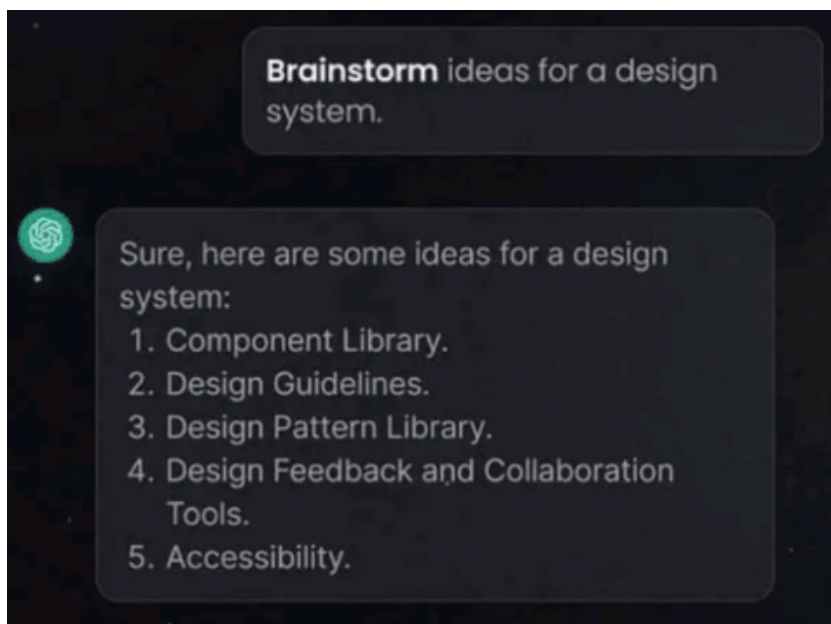 Brainstorm ideas for a design
system.
Sure, here are some ideas for a design
system:
1. Component Library.
2. Design Guidelines.
3. Design Pattern Library.
4. Design Feedback and Collaboration
Tools.
5. Accessibility.